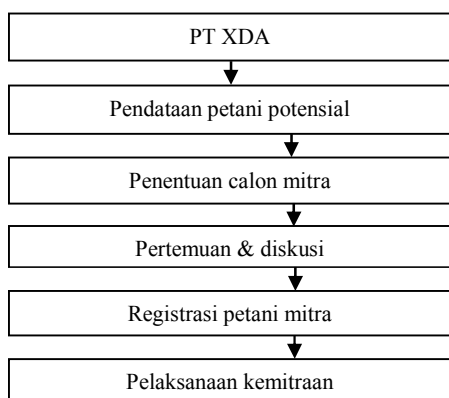 PT XDA
Pendataan petani potensial
Penentuan calon mitra
Pertemuan & diskusi
Registrasi petani mitra
Pelaksanaan kemitraan